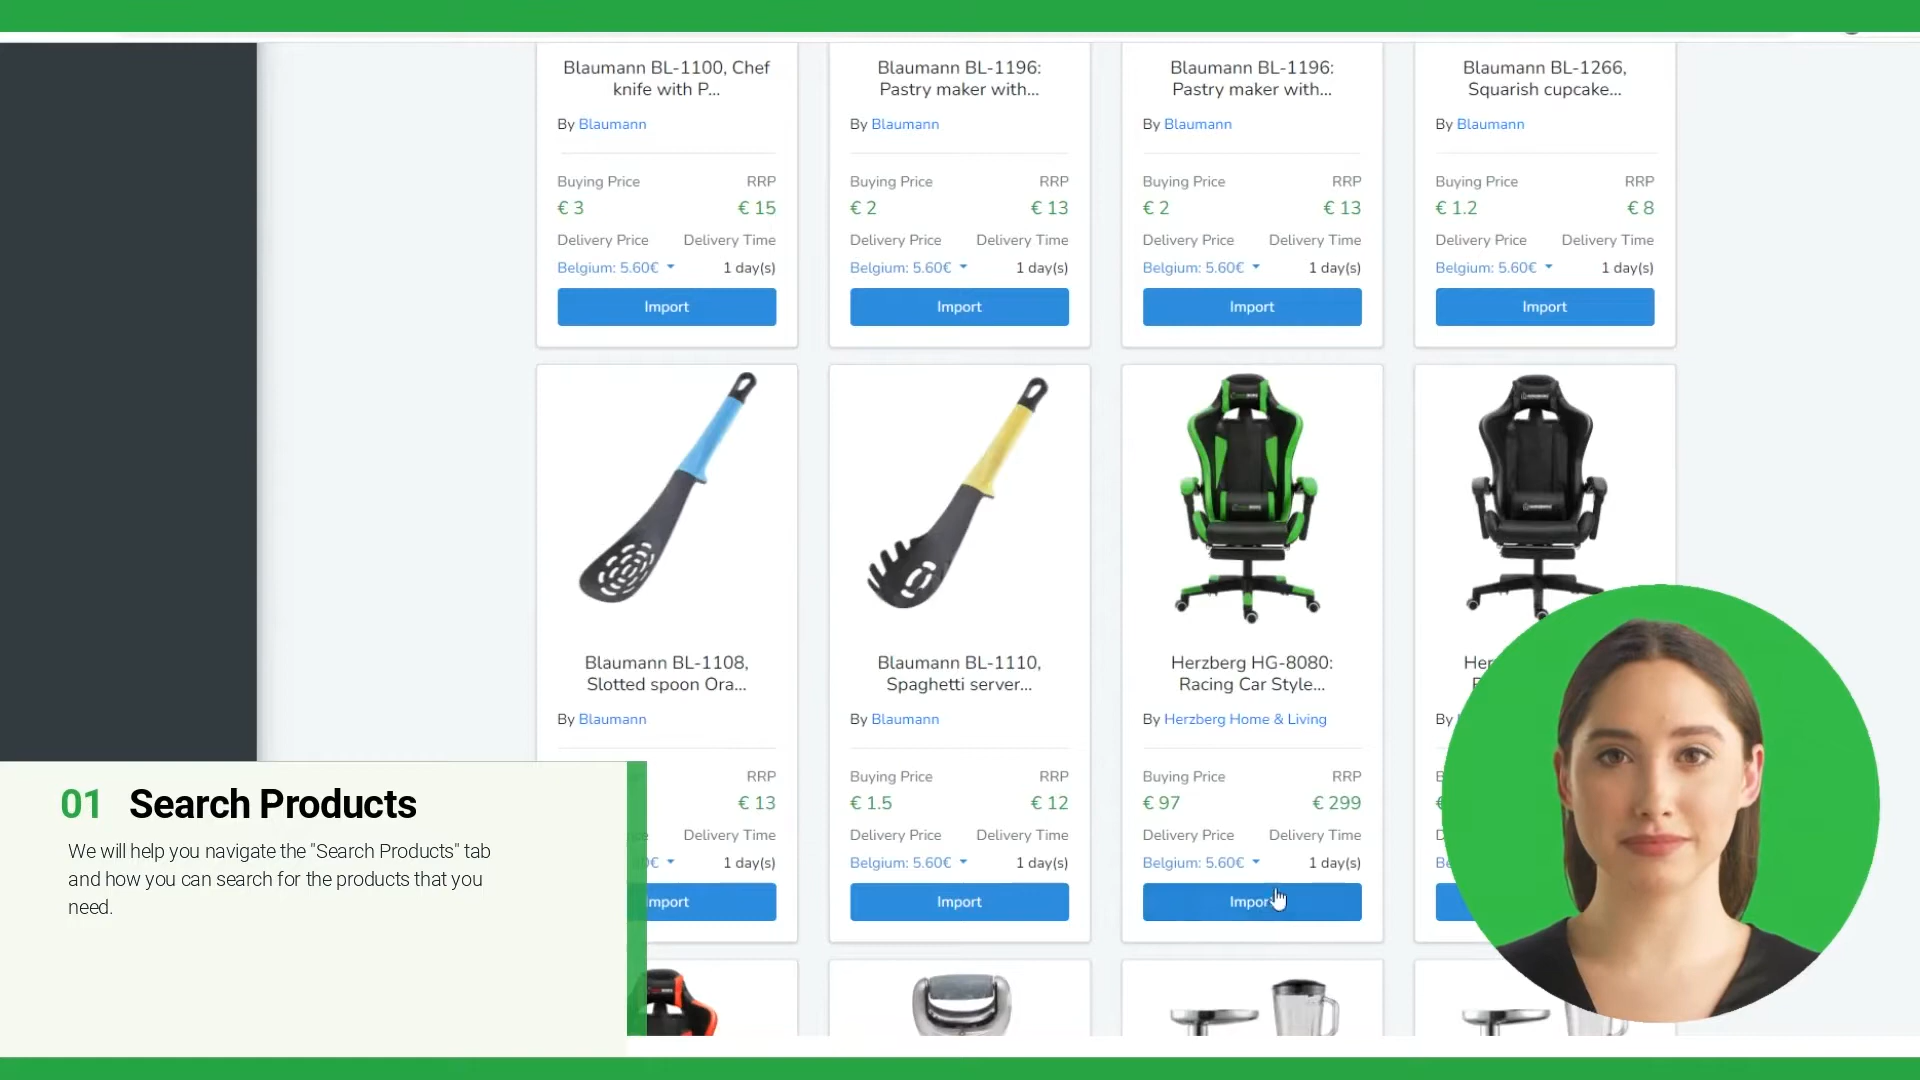 Blaumann BL-1100, Chef
knife with P...
By Blaumann
Buying Price RRP
€ 3 € 15
Delivery Price Delivery Time
Belgium: 5.60€ 1 day(s)
Import
Blaumann BL-1196:
Pastry maker with...
By Blaumann
Buying Price RRP
€ 2 € 13
Delivery Price Delivery Time
Belgium: 5.60€ 1 day(s)
Import
Blaumann BL-1196:
Pastry maker with...
By Blaumann
Buying Price RRP
€ 2 € 13
Delivery Price Delivery Time
Belgium: 5.60€ 1 day(s)
Import
Blaumann BL-1266,
Squarish cupcake...
By Blaumann
Buying Price RRP
€ 1.2 € 8
Delivery Price Delivery Time
Belgium: 5.60€ 1 day(s)
Import
Blaumann BL-1108,
Slotted spoon Ora...
By Blaumann
RRP
€ 13
Delivery Time
1 day(s)
Import
Blaumann BL-1110,
Spaghetti server...
By Blaumann
Buying Price RRP
€ 1.5 € 12
Delivery Price Delivery Time
Belgium: 5.60€ 1 day(s)
Import
Herzberg HG-8080:
Racing Car Style...
By Herzberg Home & Living
Buying Price RRP
€ 97 € 299
Delivery Price Delivery Time
Belgium: 5.60€ 1 day(s)
Import
By
01 Search Products
We will help you navigate the "Search Products" tab
and how you can search for the products that you
need.